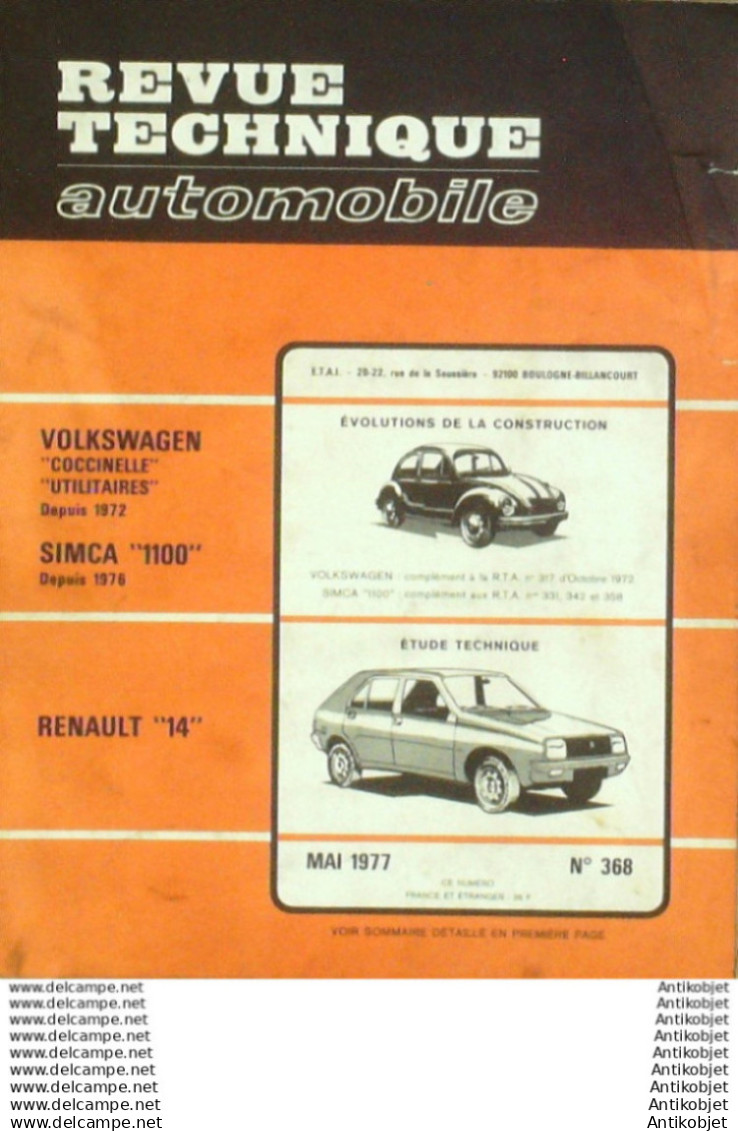 REVUE
TECHNIQUE
automobile
E.T.A.I. - 20-22, rue de la Saussière - 92100 BOULOGNE-BILLANCOURT
ÉVOLUTIONS DE LA CONSTRUCTION
VOLKSWAGEN
"COCCINELLE"
"UTILITAIRES"
Depuis 1972
SIMCA "1100"
Depuis 1976
VOLKSWAGEN : complément à la R.T.A. n° 317 d'Octobre 1972
SIMCA "1100" : complément aux R.T.A. nos 331, 342 et 358
ÉTUDE TECHNIQUE
RENAULT "14"
MAI 1977
N° 368
CE NUMÉRO
FRANCE ET ÉTRANGER :
VOIR SOMMAIRE DÉTAILLÉ EN PREMIÈRE PAGE
www.delcampe.net Antikobjet
www.delcampe.net Antikobjet
www.delcampe.net Antikobjet
www.delcampe.net Antikobjet
www.delcampe.net Antikobjet
www.delcampe.net Antikobjet
www.delcampe.net Antikobjet
www.delcampe.net Antikobjet
www.delcampe.net Antikobjet